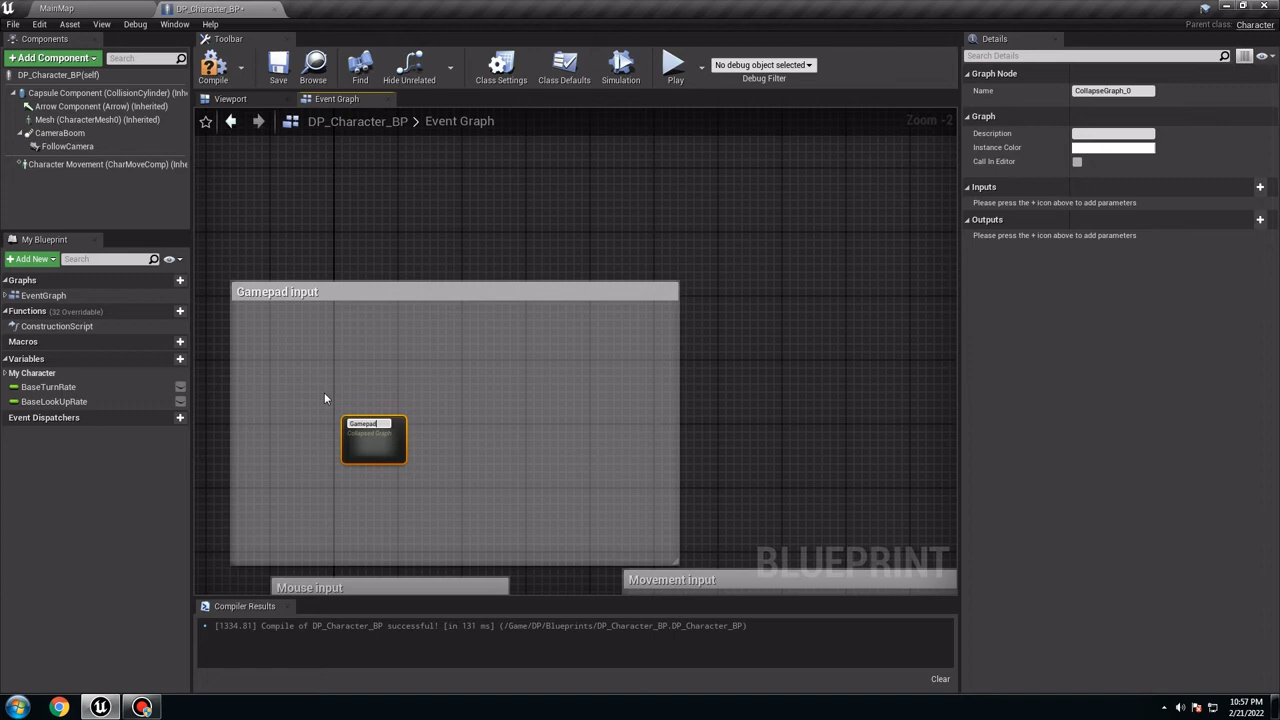 MainMap
DP_Character_BP*
File Edit Asset View Debug Window Help
Parent class: Character
Components
+Add Component
Search
DP_Character_BP(self)
Capsule Component (CollisionCylinder) (Inhe
Arrow Component (Arrow) (Inherited)
Mesh (CharacterMesh0) (Inherited)
CameraBoom
FollowCamera
Character Movement (CharMoveComp) (Inhe
My Blueprint
+Add New
Search
Graphs
EventGraph
Functions (32 Overridable)
ConstructionScript
Macros
Variables
My Character
BaseTurnRate
BaseLookUpRate
Event Dispatchers
Toolbar
Compile
Save
Browse
Find
Hide Unrelated
Class Settings
Class Defaults
Simulation
Play
No debug object selected
Debug Filter
Viewport
Event Graph
DP_Character_BP > Event Graph
Zoom -2
Gamepad input
Gamepad
Collapsed Graph
Mouse input
Movement input
BLUEPRINT
Compiler Results
[1334.81] Compile of DP_Character_BP successful! [in 131 ms] (/Game/DP/Blueprints/DP_Character_BP.DP_Character_BP)
Clear
Details
Search Details
Graph Node
Name
CollapseGraph_0
Graph
Description
Instance Color
Call In Editor
Inputs
Please press the + icon above to add parameters
Outputs
Please press the + icon above to add parameters
10:57 PM
2/21/2022